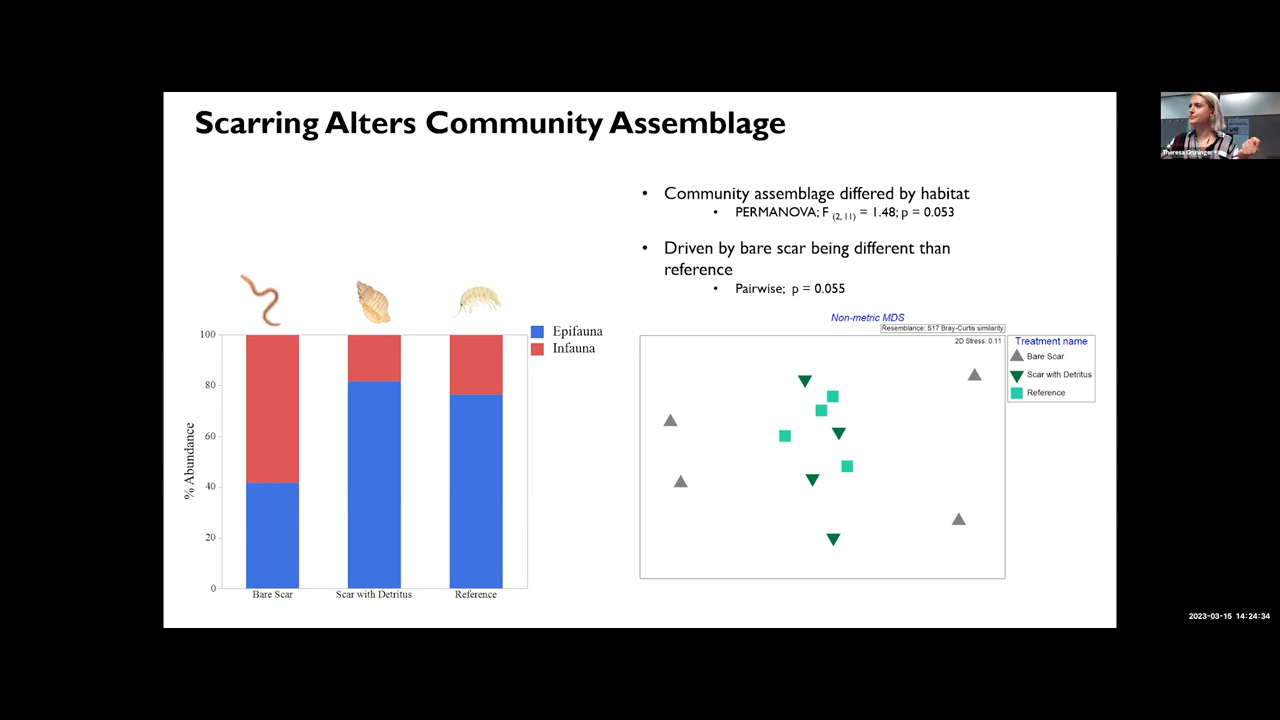 Scarring Alters Community Assemblage
• Community assemblage differed by habitat
• PERMANOVA; F (2, 11) = 1.48; p = 0.053
• Driven by bare scar being different than
reference
• Pairwise; p = 0.055
Epifauna
Infauna
% Abundance
100
80
60
40
20
0
Bare Scar
Scar with Detritus
Reference
Non-metric MDS
Resemblance: S17 Bray-Curtis similarity
2D Stress: 0.11
Treatment name
Bare Scar
Scar with Detritus
Reference
Theresa
2023-03-15 14:24:34